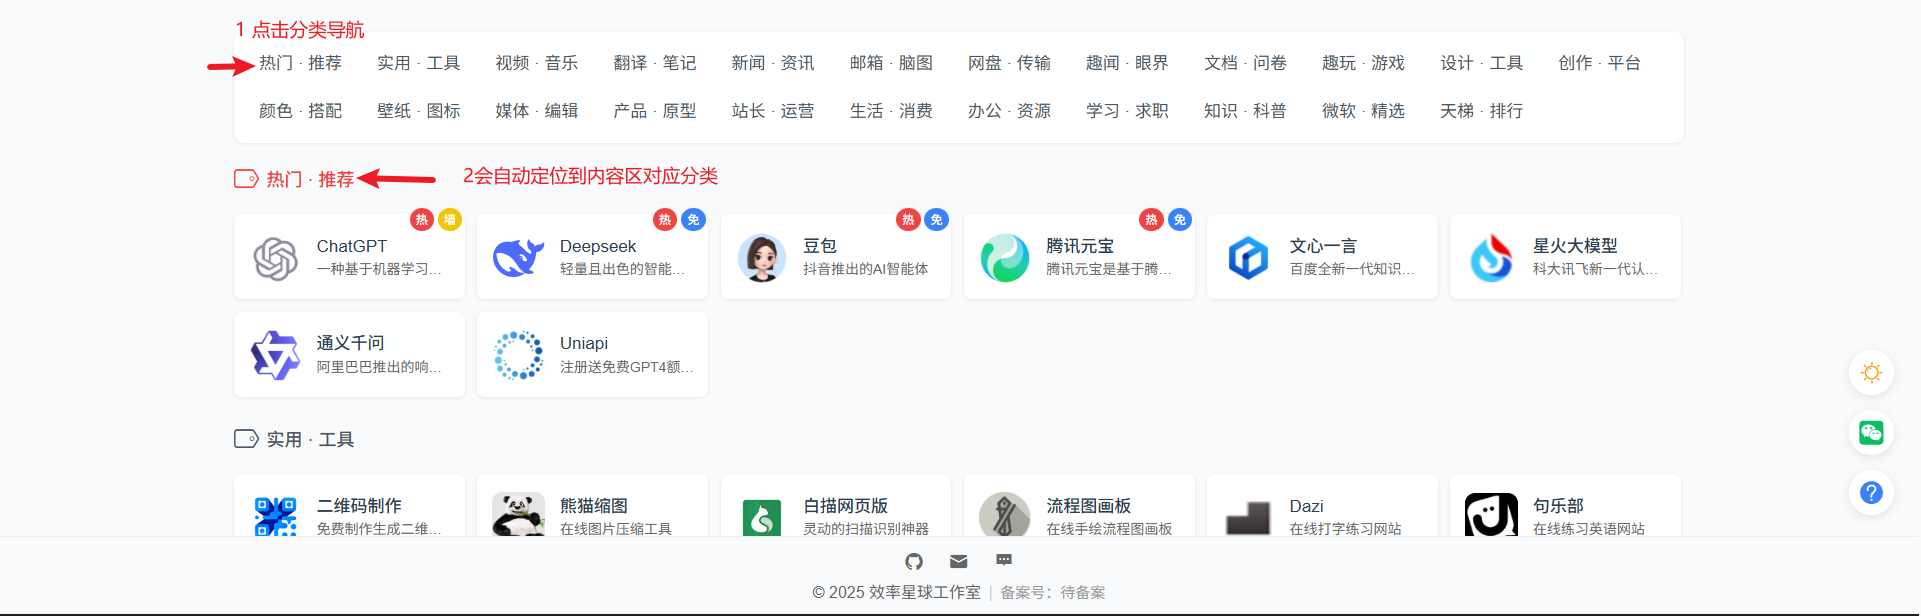 1 点击分类导航
热门 · 推荐 实用 · 工具 视频 · 音乐 翻译 · 笔记 新闻 · 资讯 邮箱 · 脑图 网盘 · 传输 趣闻 · 眼界 文档 · 问卷 趣玩 · 游戏 设计 · 工具 创作 · 平台
颜色 · 搭配 壁纸 · 图标 媒体 · 编辑 产品 · 原型 站长 · 运营 生活 · 消费 办公 · 资源 学习 · 求职 知识 · 科普 微软 · 精选 天梯 · 排行
热门 · 推荐 2会自动定位到内容区对应分类
热 墙 热 免 热 免 热 免
ChatGPT Deepseek 豆包 腾讯元宝 文心一言 星火大模型
一种基于机器学习... 轻量且出色的智能... 抖音推出的AI智能体 腾讯元宝是基于腾... 百度全新一代知识... 科大讯飞新一代认...
通义千问 Uniapi
阿里巴巴推出的响... 注册送免费GPT4额...
实用 · 工具
二维码制作 熊猫缩图 白描网页版 流程图画板 Dazi 句乐部
免费制作生成二维... 在线图片压缩工具 灵动的扫描识别神器 在线手绘流程图画板 在线打字练习网站 在线练习英语网站
© 2025 效率星球工作室 | 备案号：待备案